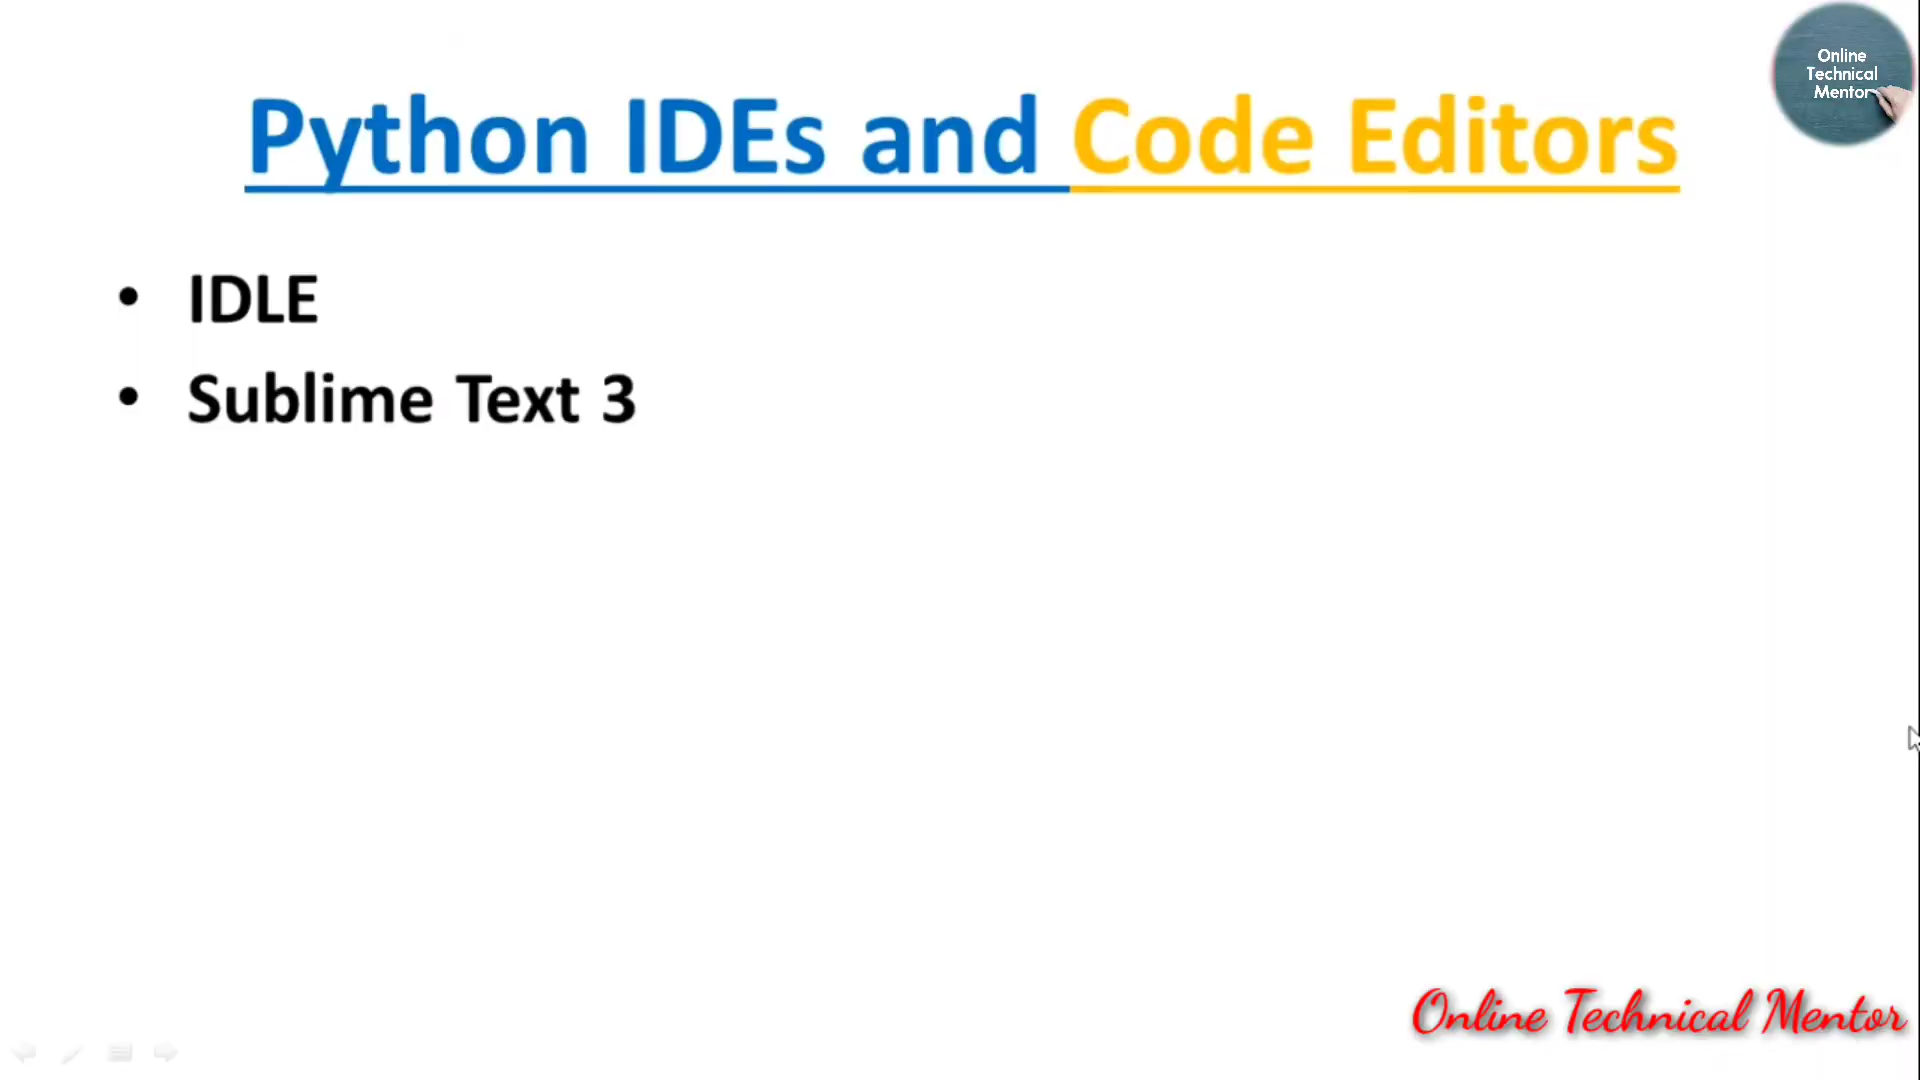 Online
Technical
Mentor
Python IDEs and Code Editors
• IDLE
• Sublime Text 3
Online Technical Mentor